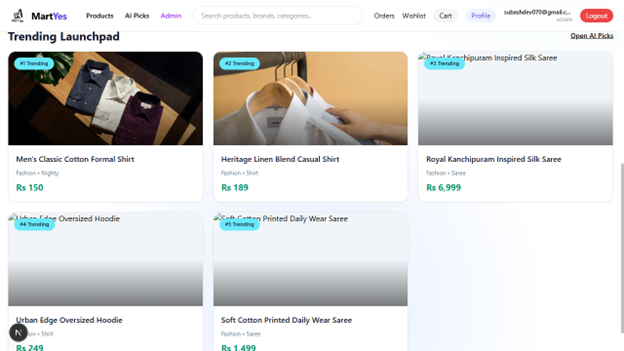 MartYes Products AI Picks Admin Search products, brands, categories... Orders Wishlist Cart Profile subashdev070@gmail.c... Logout
ADMIN
Trending Launchpad Open AI Picks
#1 Trending #2 Trending Royal Kanchipuram Inspired Silk Saree
#3 Trending
Men's Classic Cotton Formal Shirt Heritage Linen Blend Casual Shirt Royal Kanchipuram Inspired Silk Saree
Fashion • Nighty Fashion • Shirt Fashion • Saree
Rs 150 Rs 189 Rs 6,999
Urban Edge Oversized Hoodie Soft Cotton Printed Daily Wear Saree
#4 Trending #5 Trending
Urban Edge Oversized Hoodie Soft Cotton Printed Daily Wear Saree
N • Shirt Fashion • Saree
Rs 249 Rs 1,499